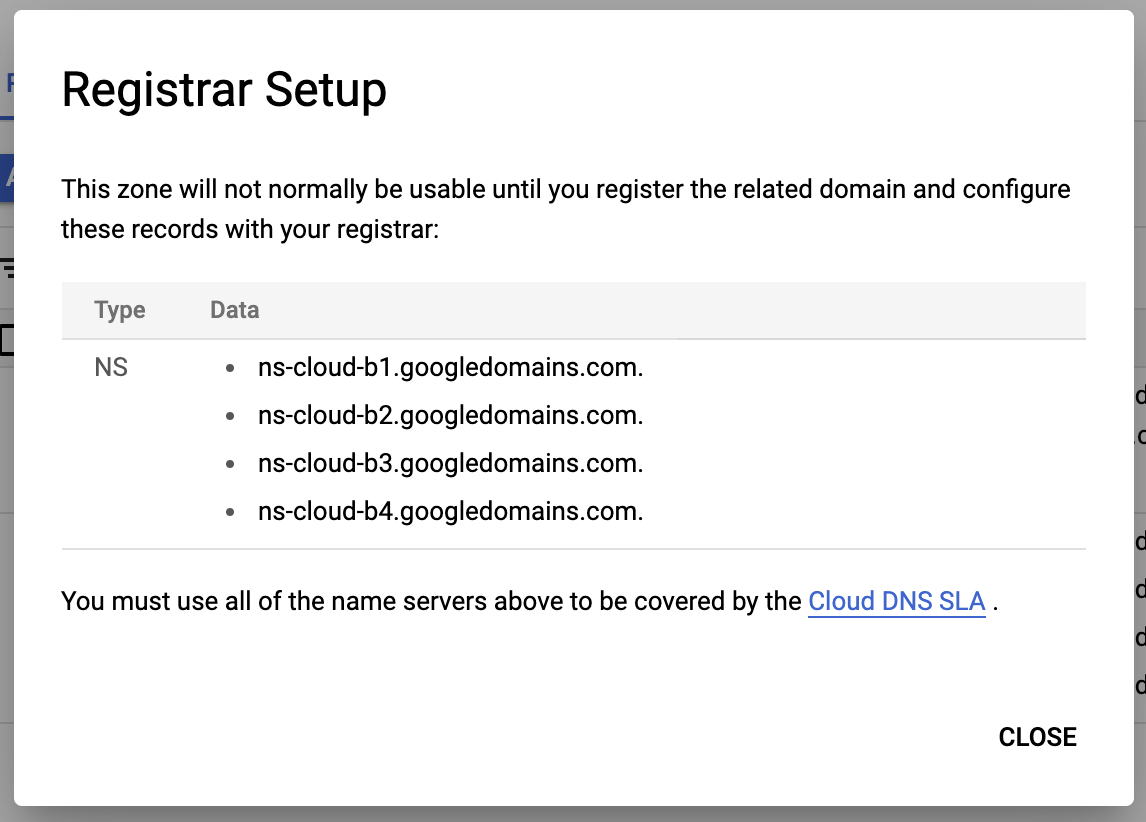 Registrar Setup
This zone will not normally be usable until you register the related domain and configure
these records with your registrar:
Type Data
NS • ns-cloud-b1.googledomains.com.
• ns-cloud-b2.googledomains.com.
• ns-cloud-b3.googledomains.com.
• ns-cloud-b4.googledomains.com.
You must use all of the name servers above to be covered by the Cloud DNS SLA .
CLOSE